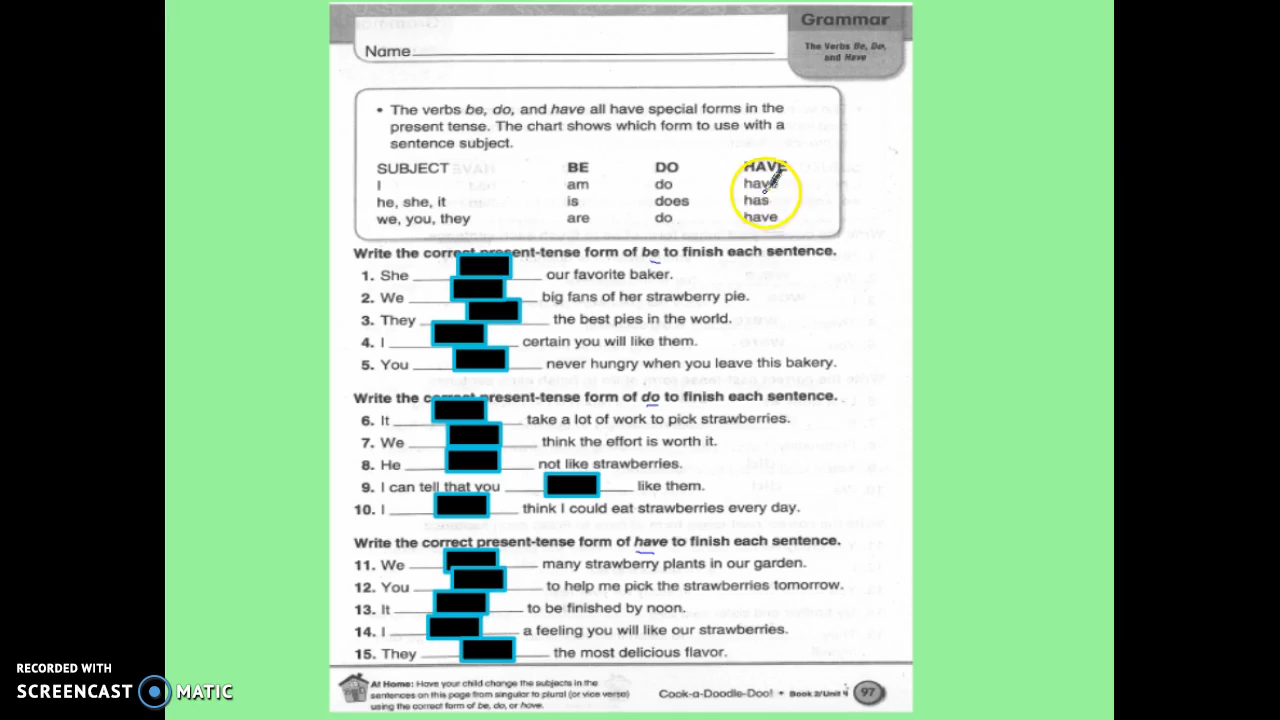 Grammar
The Verbs Be, Do,
and Have
Name
• The verbs be, do, and have all have special forms in the
present tense. The chart shows which form to use with a
sentence subject.
SUBJECT BE DO HAVE
I am do have
he, she, it is does has
we, you, they are do have
Write the correct present-tense form of be to finish each sentence.
1. She our favorite baker.
2. We big fans of her strawberry pie.
3. They the best pies in the world.
4. I certain you will like them.
5. You never hungry when you leave this bakery.
Write the correct present-tense form of do to finish each sentence.
6. It take a lot of work to pick strawberries.
7. We think the effort is worth it.
8. He not like strawberries.
9. I can tell that you like them.
10. I think I could eat strawberries every day.
Write the correct present-tense form of have to finish each sentence.
11. We many strawberry plants in our garden.
12. You to help me pick the strawberries tomorrow.
13. It to be finished by noon.
14. I a feeling you will like our strawberries.
15. They the most delicious flavor.
At Home: Have your child change the subjects in the
sentences on this page from singular to plural (or vice versa)
using the correct form of be, do, or have.
Cook-a-Doodle-Doo! • Book 2/Unit 4 97
RECORDED WITH
SCREENCAST MATIC